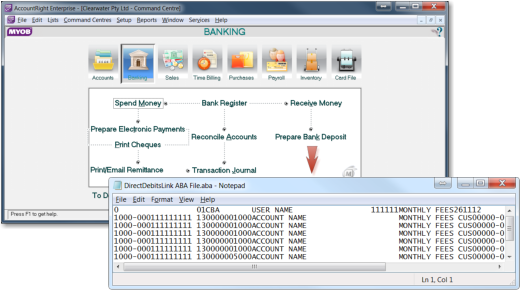 AccountRight Enterprise - [Clearwater Pty Ltd - Command Centre]
File Edit Lists Command Centres Setup Reports Window Services Help
MYOB BANKING
Accounts Banking Sales Time Billing Purchases Payroll Inventory Card File
Spend Money Bank Register Receive Money
Prepare Electronic Payments
Reconcile Accounts Prepare Bank Deposit
Print Cheques
Print/Email Remittance Transaction Journal
To D
Press F1 to get help.
DirectDebitsLink ABA File.aba - Notepad
File Edit Format View Help
01CBA USER NAME 111111MONTHLY FEES261112
1000-000111111111 130000001000ACCOUNT NAME MONTHLY FEES CUS00000-0
1000-000111111111 130000001000ACCOUNT NAME MONTHLY FEES CUS00000-0
1000-000111111111 130000001000ACCOUNT NAME MONTHLY FEES CUS00000-0
1000-000111111111 130000001000ACCOUNT NAME MONTHLY FEES CUS00000-0
1000-000111111111 130000005000ACCOUNT NAME MONTHLY FEES CUS00000-0
Ln 1, Col 1